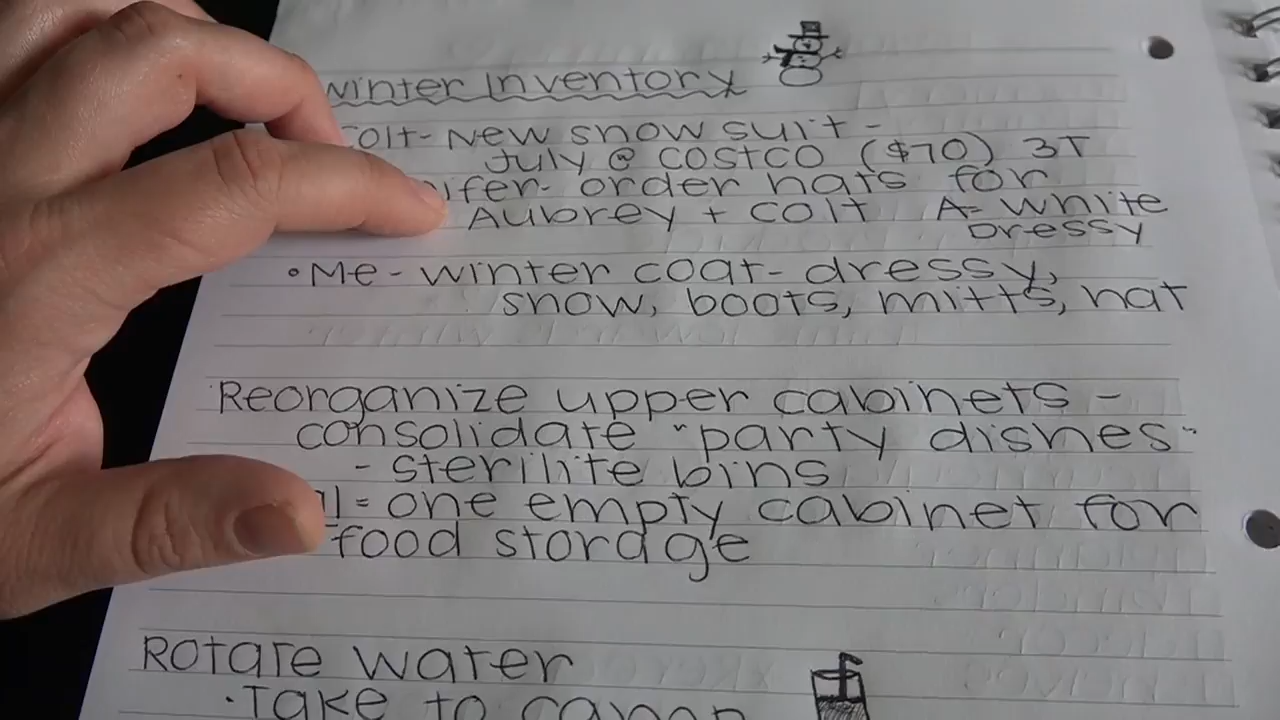 Winter Inventory
Colt- New snow suit -
July @ COSTCO ($70) 3T
order hats for
Aubrey + Colt A- White
Dressy
•Me - winter coat - dressy,
snow, boots, mitts, hat
Reorganize upper cabinets -
consolidate "party dishes"
- sterilite bins
= one empty cabinet for
food storage
Rotate water
·Take to camp